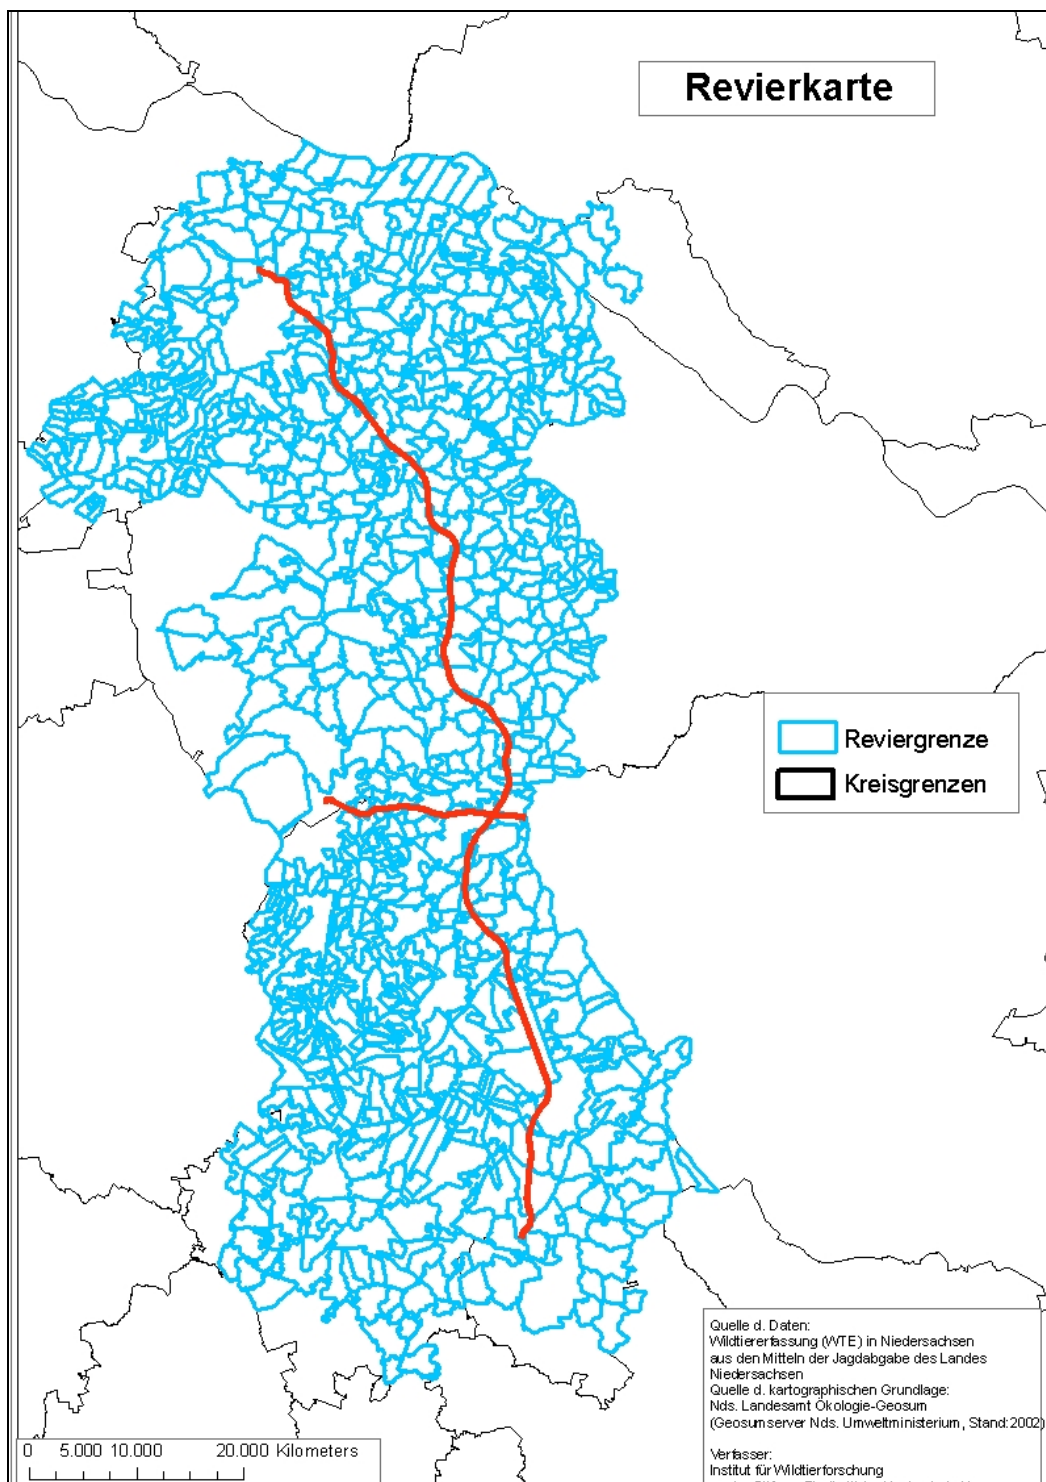 Revierkarte
Reviergrenze
Kreisgrenzen
Quelle d. Daten:
Wildtiererfassung (WTE) in Niedersachsen
aus den Mitteln der Jagdabgabe des Landes
Niedersachsen
Quelle d. kartographischen Grundlage:
Nds. Landesamt Ökologie-Geosum
(Geosumserver Nds. Umweltministerium, Stand:2002)
Verfasser:
Institut für Wildtierforschung
0 5.000 10.000 20.000 Kilometers